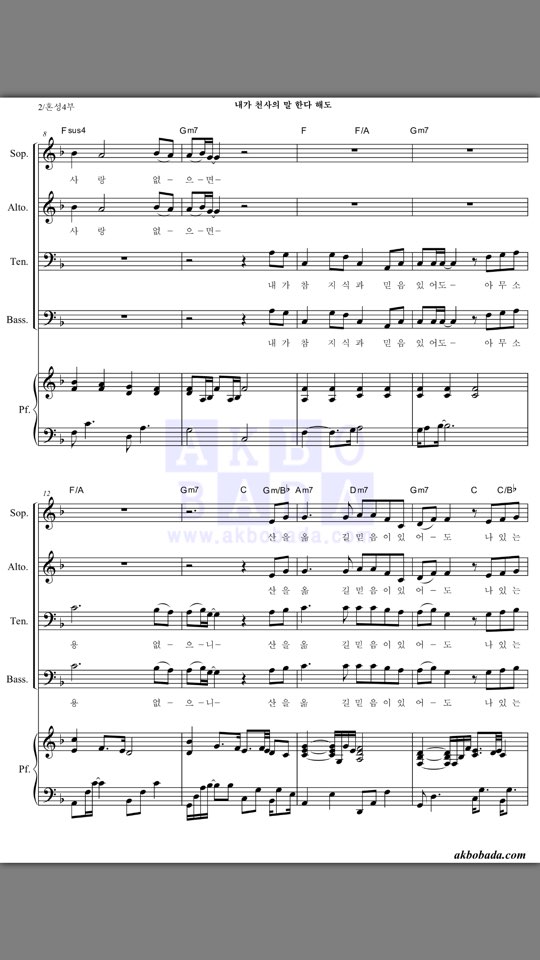 2/혼성4부
내가 천사의 말 한다 해도
8
Fsus4 Gm7 F F/A Gm7
Sop.
사 랑 없 – 으 – 면 –
Alto.
사 랑 없 – 으 – 면 –
Ten.
내 가 참 지 식 과 믿 음 있 어도 – 아 무 소
Bass.
내 가 참 지 식 과 믿 음 있 어도 – 아 무 소
Pf.
AKBO
BADA
12
F/A Gm7 C Gm/B♭ Am7 Dm7 Gm7 C C/B♭
Sop.
www.akbobada.com
산 을 옮 길 믿 음 이 있 어 – 도 나 있 는
Alto.
산 을 옮 길 믿 음 이 있 어 – 도 나 있 는
Ten.
용 없 – 으 – 니 – 산 을 옮 길 믿 음 이 있 어 – 도 나 있 는
Bass.
용 없 – 으 – 니 – 산 을 옮 길 믿 음 이 있 어 – 도 나 있 는
Pf.
akbobada.com